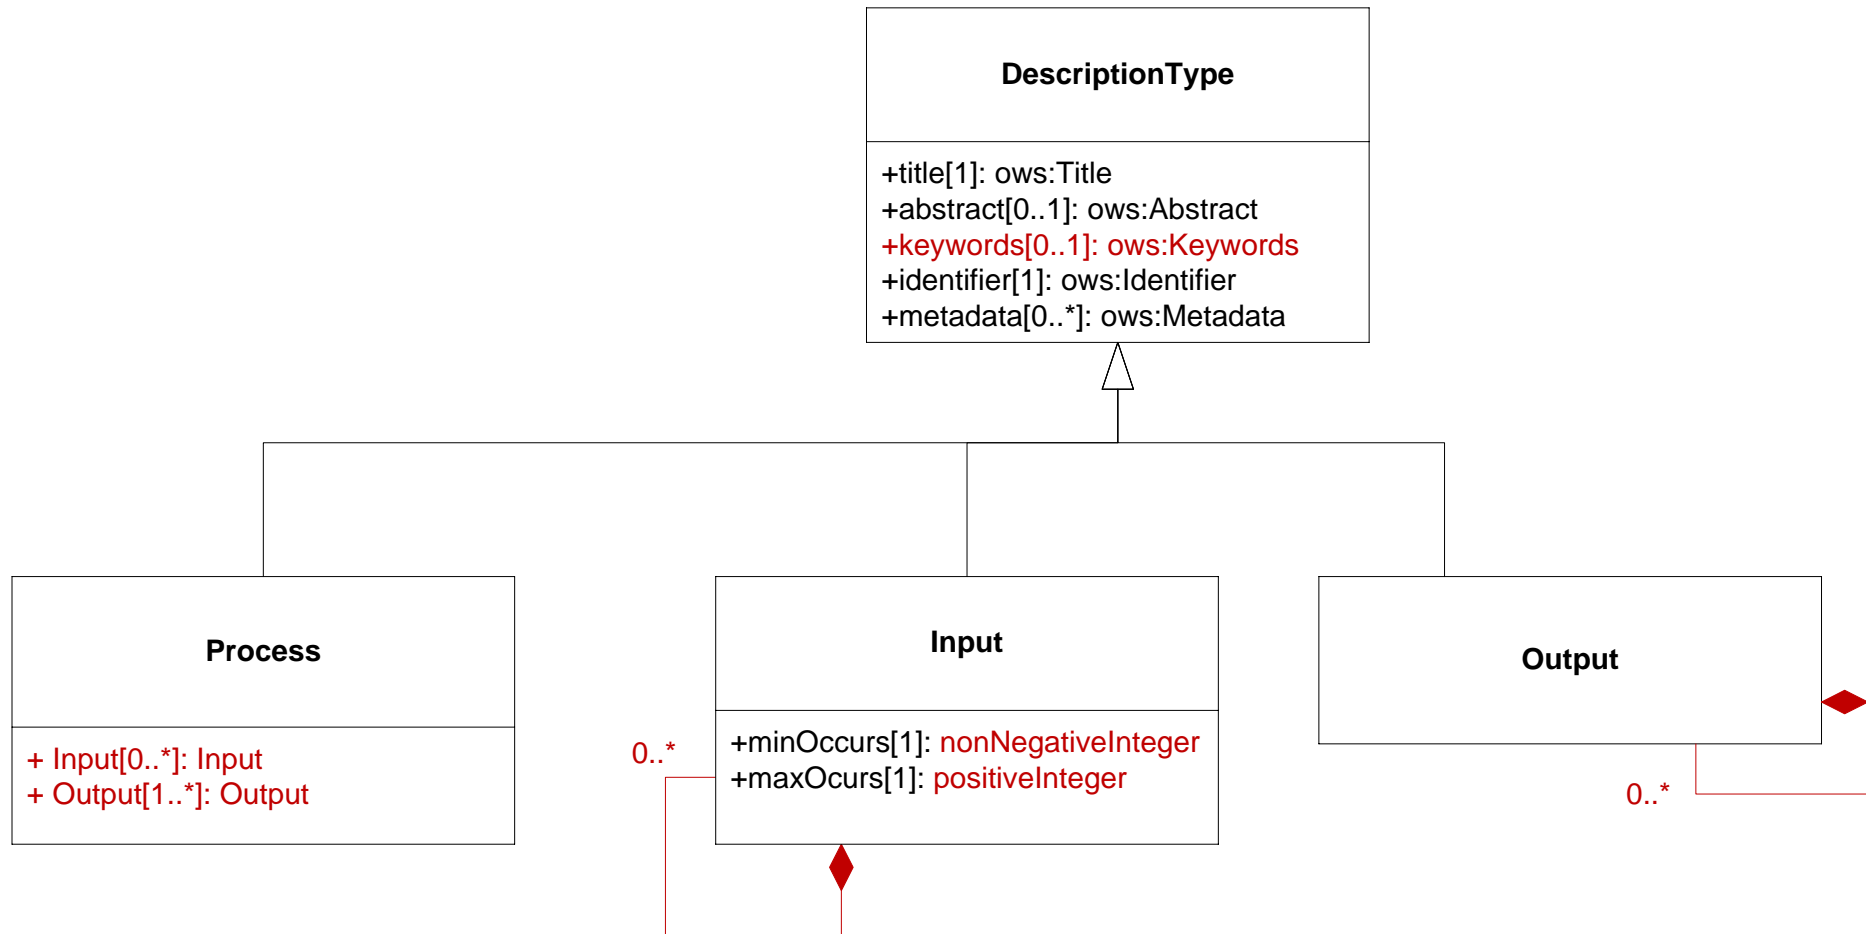 DescriptionType
+title[1]: ows:Title
+abstract[0..1]: ows:Abstract
+keywords[0..1]: ows:Keywords
+identifier[1]: ows:Identifier
+metadata[0..*]: ows:Metadata
Process
+ Input[0..*]: Input
+ Output[1..*]: Output
Input
+minOccurs[1]: nonNegativeInteger
+maxOcurs[1]: positiveInteger
0..*
Output
0..*